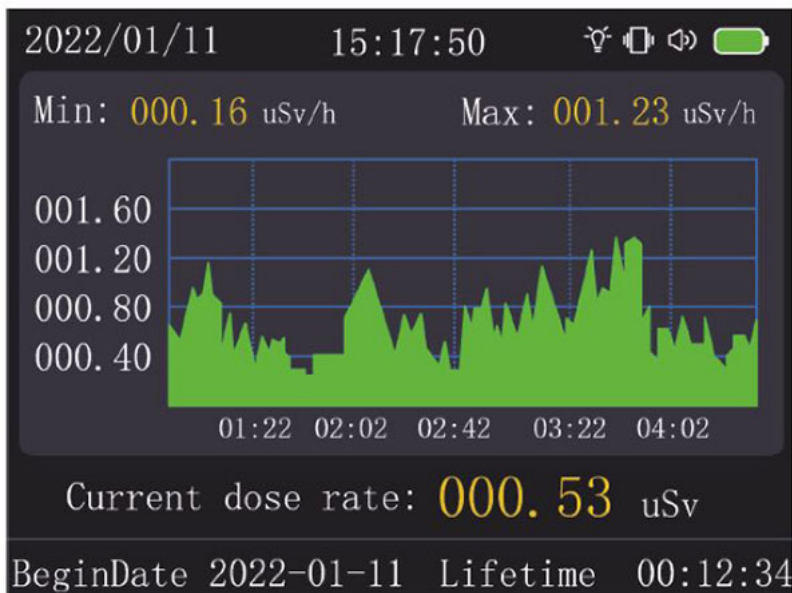 2022/01/11 15:17:50
Min: 000.16 uSv/h Max: 001.23 uSv/h
001.60
001.20
000.80
000.40
01:22 02:02 02:42 03:22 04:02
Current dose rate: 000.53 uSv
BeginDate 2022-01-11 Lifetime 00:12:34